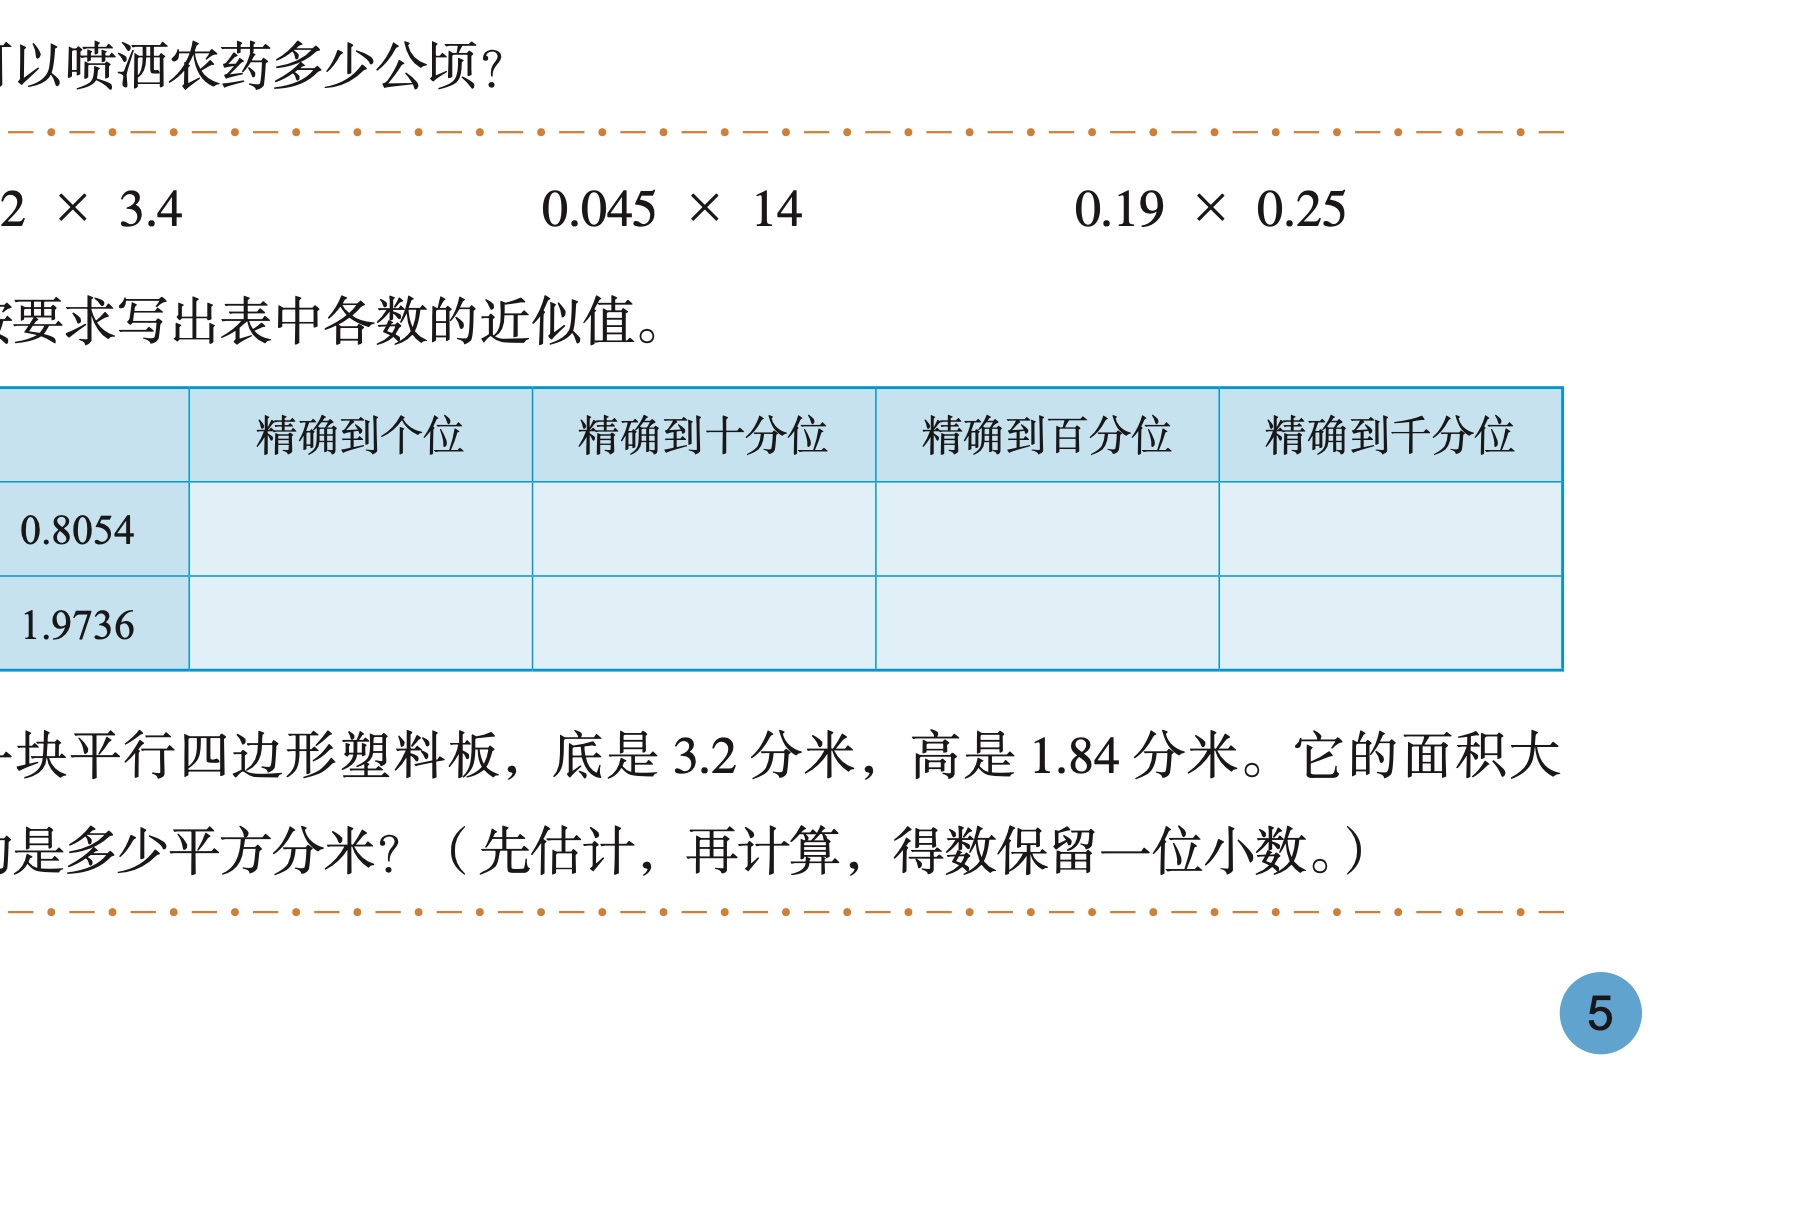 可以喷洒农药多少公顷？
2 × 3.4 0.045 × 14 0.19 × 0.25
按要求写出表中各数的近似值。
精确到个位 精确到十分位 精确到百分位 精确到千分位
0.8054
1.9736
一块平行四边形塑料板，底是 3.2 分米，高是 1.84 分米。它的面积大
约是多少平方分米？（先估计，再计算，得数保留一位小数。）
5